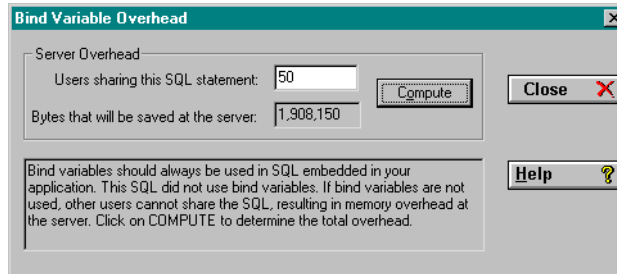 Bind Variable Overhead
Server Overhead
Users sharing this SQL statement: 50
Compute
Bytes that will be saved at the server: 1,908,150
Close
Help
Bind variables should always be used in SQL embedded in your
application. This SQL did not use bind variables. If bind variables are not
used, other users cannot share the SQL, resulting in memory overhead at
the server. Click on COMPUTE to determine the total overhead.